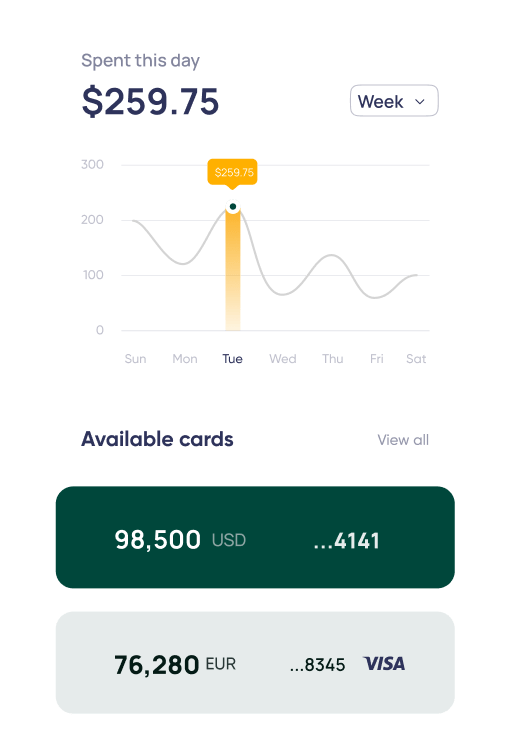 Spent this day
$259.75
Week
300
$259.75
200
100
0
Sun Mon Tue Wed Thu Fri Sat
Available cards
View all
98,500 USD ...4141
76,280 EUR ...8345 VISA